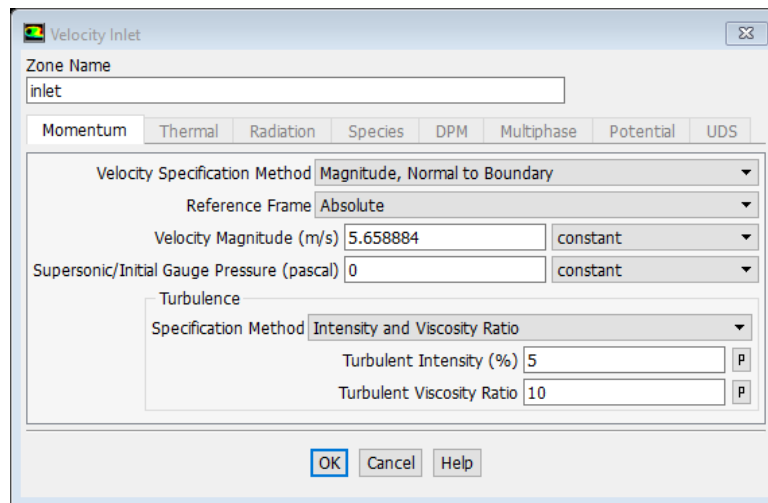 Velocity Inlet
Zone Name
inlet
Momentum Thermal Radiation Species DPM Multiphase Potential UDS
Velocity Specification Method Magnitude, Normal to Boundary
Reference Frame Absolute
Velocity Magnitude (m/s) 5.658884 constant
Supersonic/Initial Gauge Pressure (pascal) 0 constant
Turbulence
Specification Method Intensity and Viscosity Ratio
Turbulent Intensity (%) 5 P
Turbulent Viscosity Ratio 10 P
OK Cancel Help